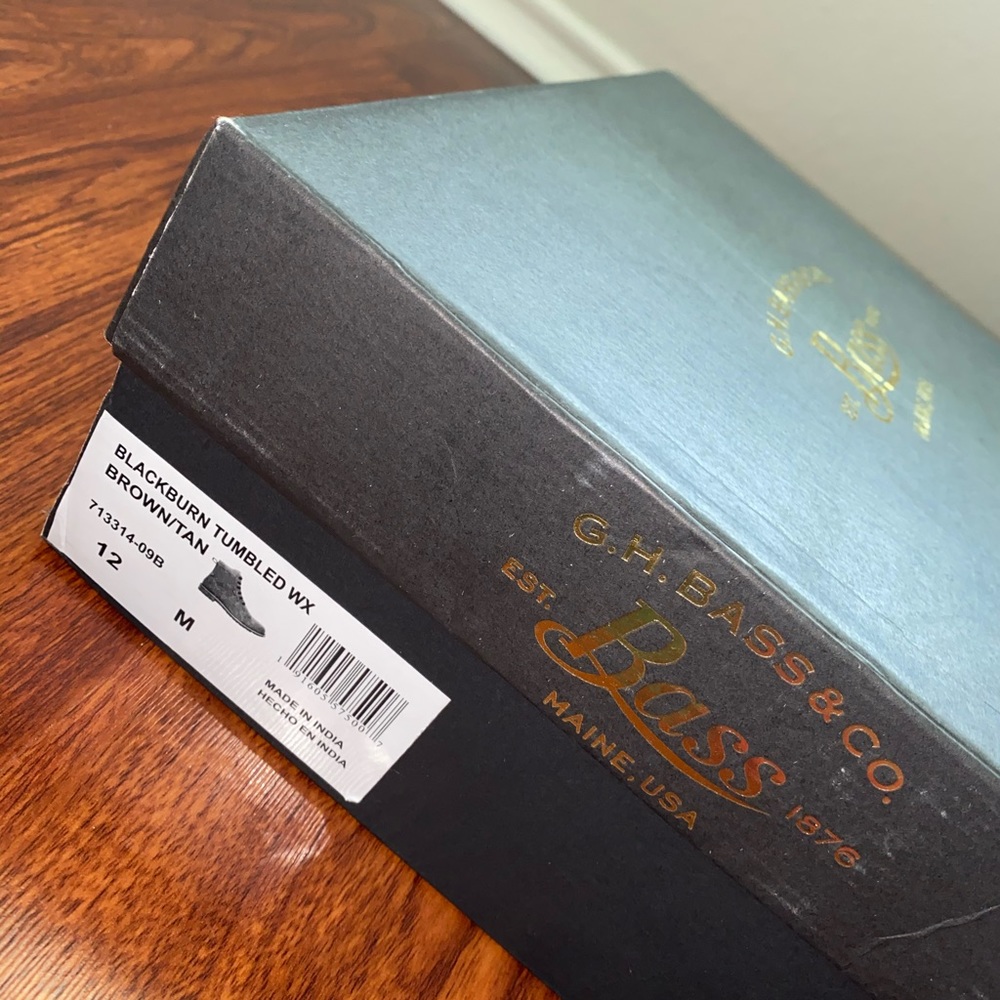 G.H. BASS & CO.
EST.
Bass
1876
MAINE, USA
BLACKBURN TUMBLED WX
BROWN/TAN
713314-09B
12
M
MADE IN INDIA
HECHO EN INDIA
Bass